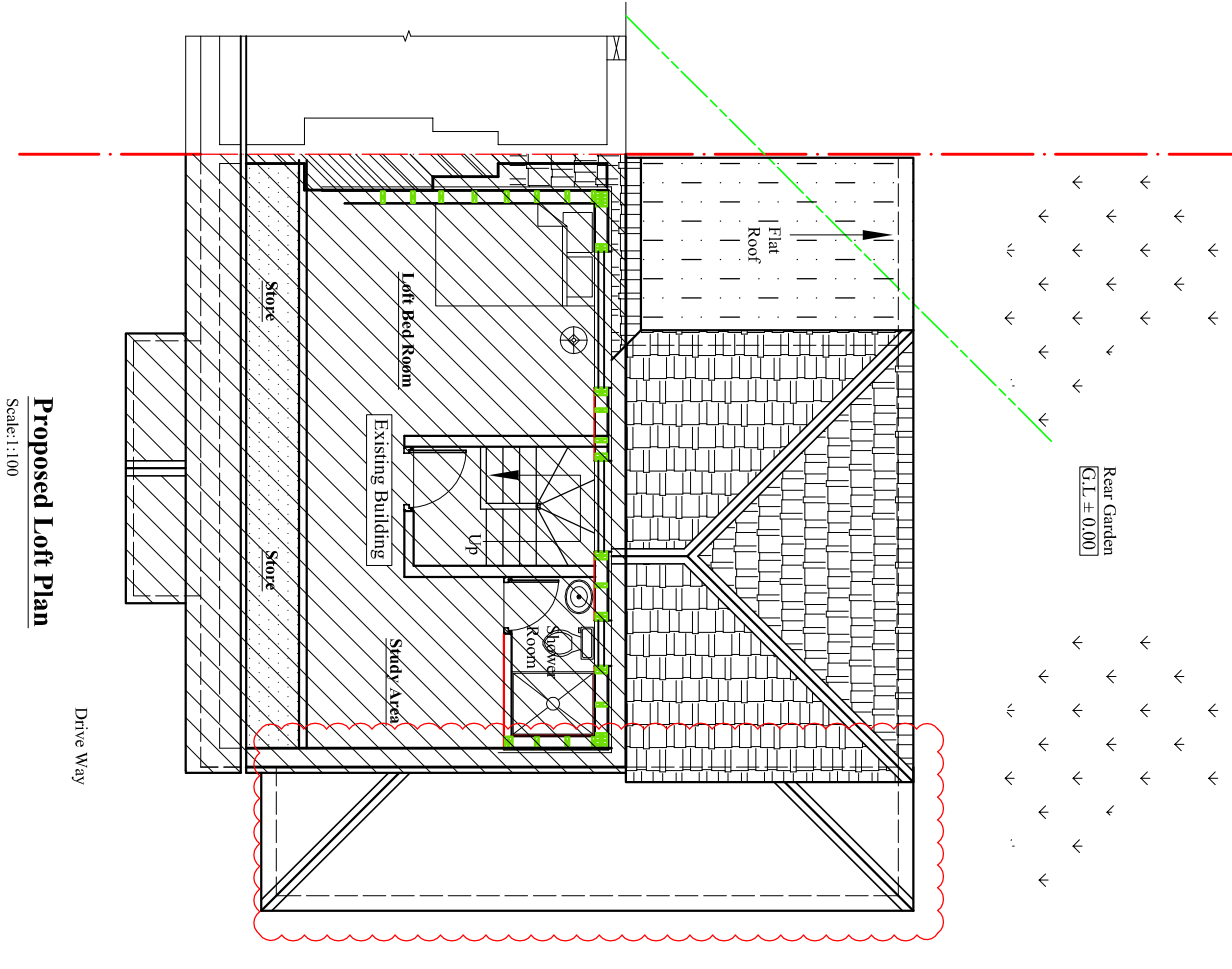 Rear Garden
G.L ± 0.00
Flat
Roof
Loft Bed Room
Existing Building
Up
Shower
Room
Study Area
Store
Store
Drive Way
Proposed Loft Plan
Scale:1:100